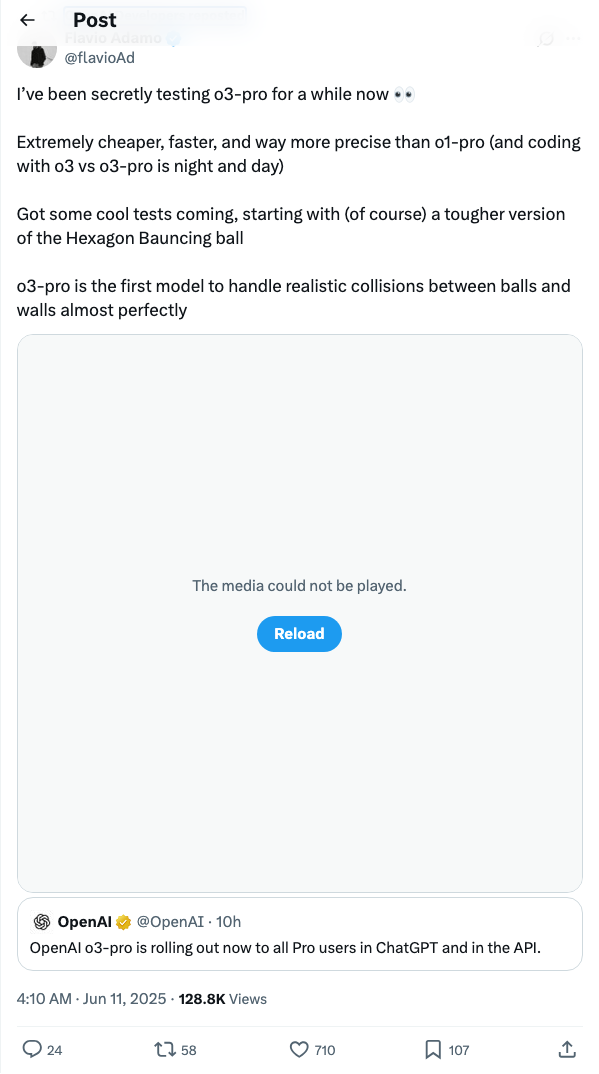 Post
Flavio Adamo
@flavioAd
I’ve been secretly testing o3-pro for a while now 👀
Extremely cheaper, faster, and way more precise than o1-pro (and coding
with o3 vs o3-pro is night and day)
Got some cool tests coming, starting with (of course) a tougher version
of the Hexagon Bauncing ball
o3-pro is the first model to handle realistic collisions between balls and
walls almost perfectly
The media could not be played.
Reload
OpenAI @OpenAI · 10h
OpenAI o3-pro is rolling out now to all Pro users in ChatGPT and in the API.
4:10 AM · Jun 11, 2025 · 128.8K Views
24 58 710 107